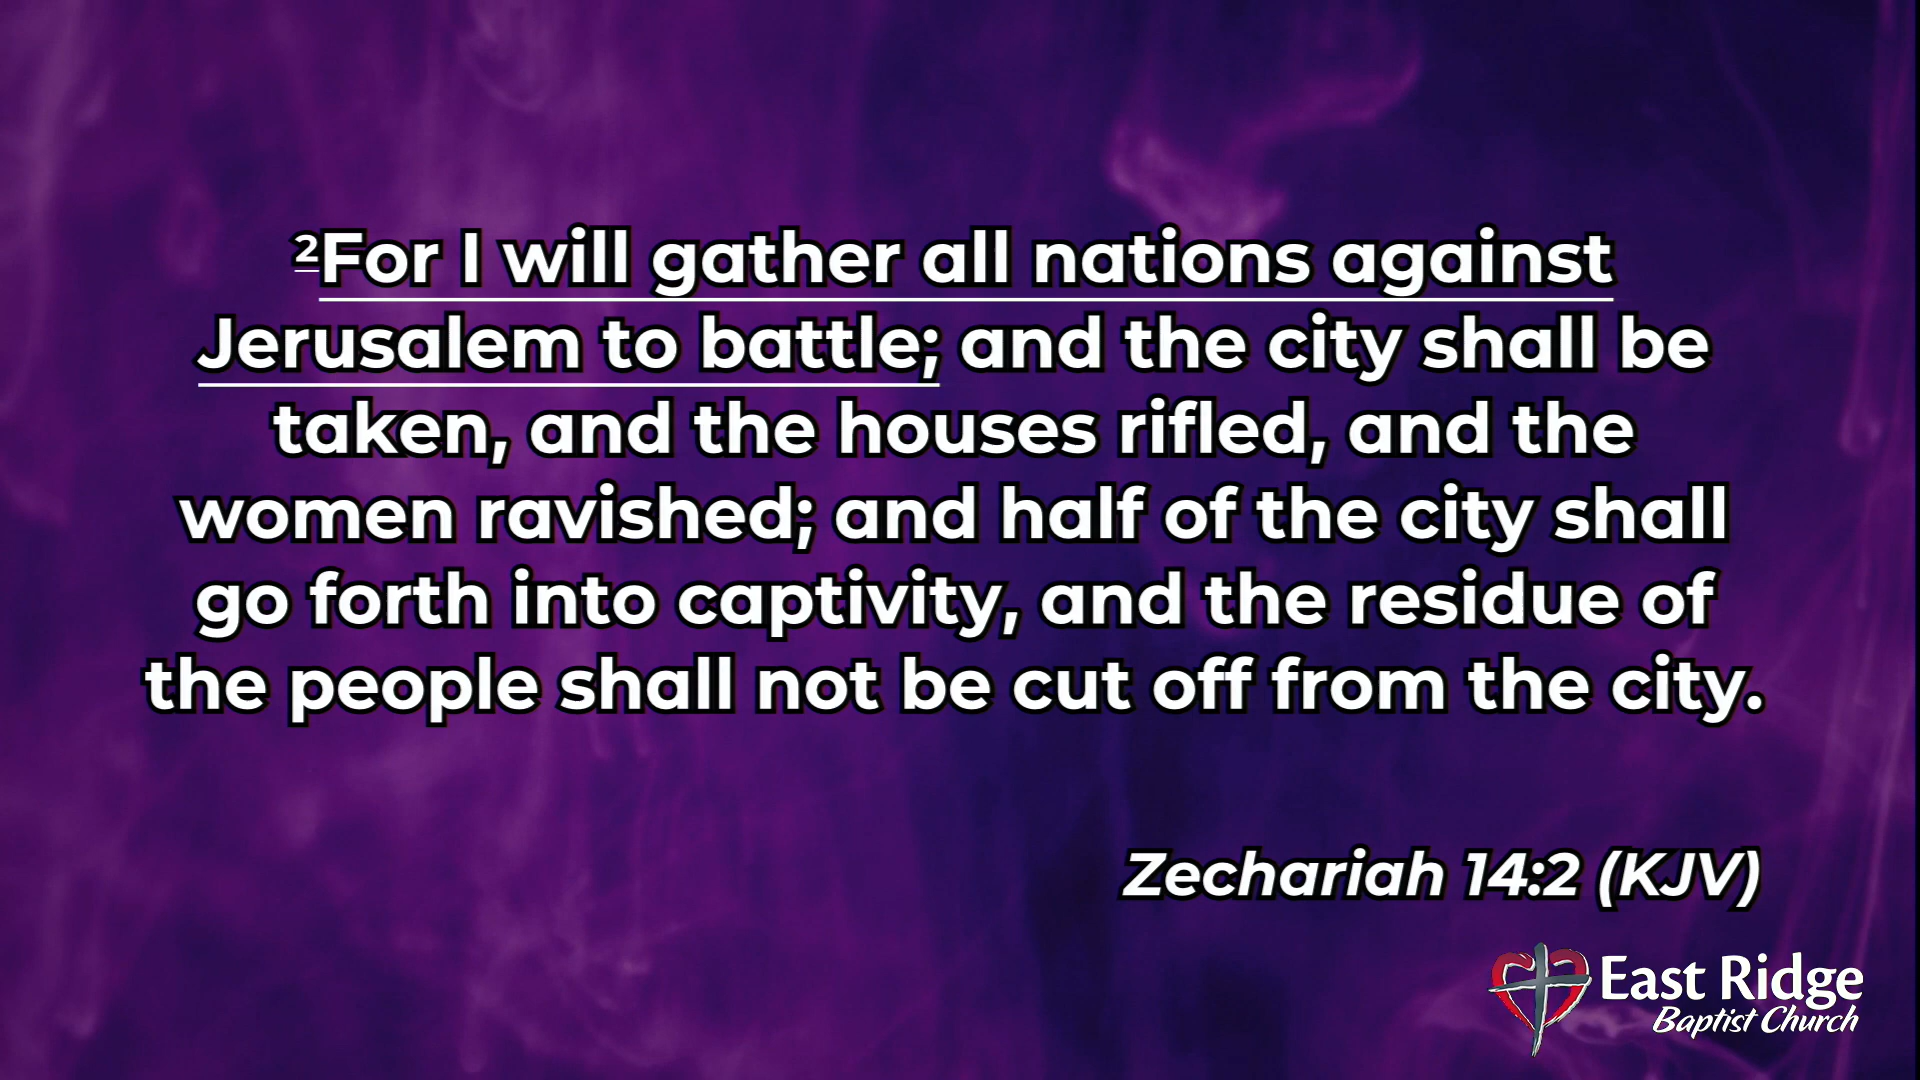 ²For I will gather all nations against
Jerusalem to battle; and the city shall be
taken, and the houses rifled, and the
women ravished; and half of the city shall
go forth into captivity, and the residue of
the people shall not be cut off from the city.
Zechariah 14:2 (KJV)
East Ridge
Baptist Church